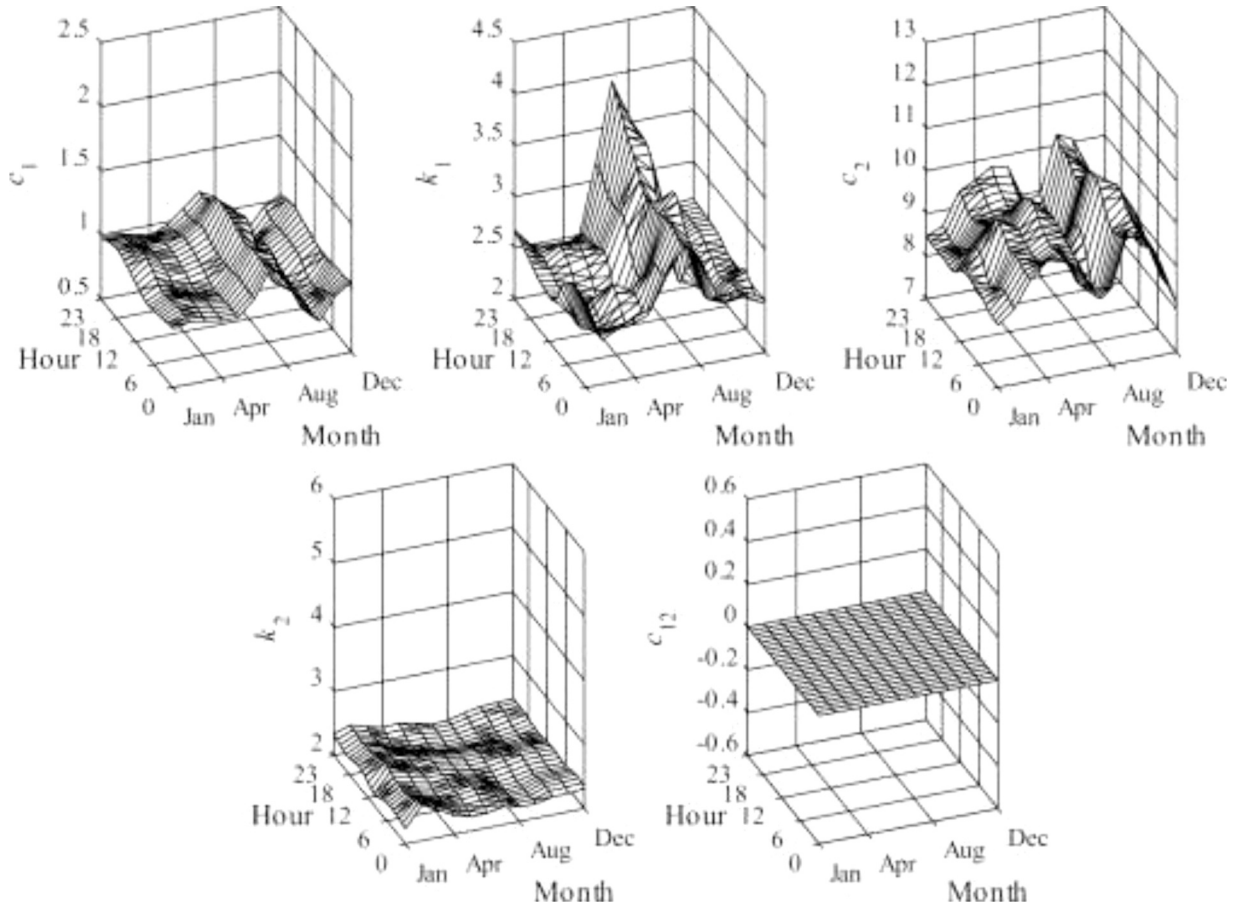 2.5
2
1.5
1
0.5
c1
23
18
Hour 12
6
0
Jan
Apr
Aug
Dec
Month
4.5
4
3.5
3
2.5
2
k1
23
18
Hour 12
6
0
Jan
Apr
Aug
Dec
Month
13
12
11
10
9
8
7
c2
23
18
Hour 12
6
0
Jan
Apr
Aug
Dec
Month
6
5
4
3
2
k2
23
18
Hour 12
6
0
Jan
Apr
Aug
Dec
Month
0.6
0.4
0.2
0
-0.2
-0.4
-0.6
c12
23
18
Hour 12
6
0
Jan
Apr
Aug
Dec
Month